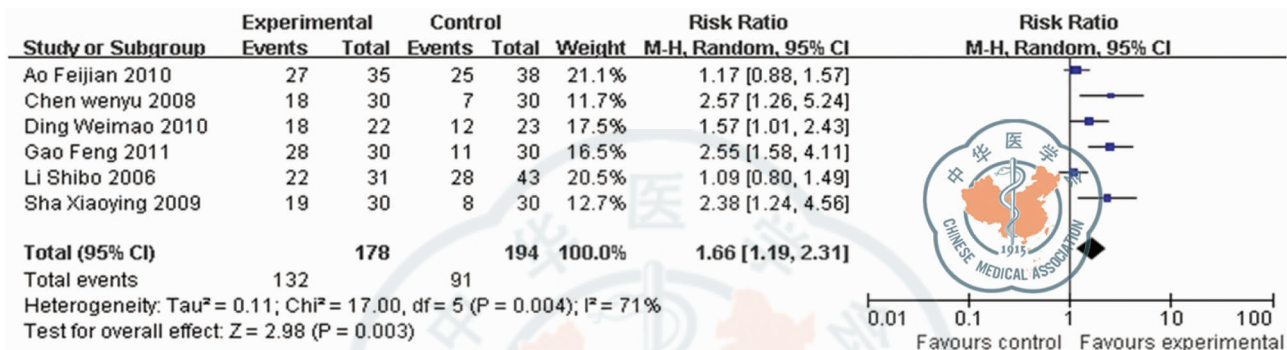 Experimental Control Risk Ratio Risk Ratio
Study or Subgroup Events Total Events Total Weight M-H, Random, 95% CI M-H, Random, 95% CI
Ao Feijian 2010 27 35 25 38 21.1% 1.17 [0.88, 1.57]
Chen wenyu 2008 18 30 7 30 11.7% 2.57 [1.26, 5.24]
Ding Weimao 2010 18 22 12 23 17.5% 1.57 [1.01, 2.43]
Gao Feng 2011 28 30 11 30 16.5% 2.55 [1.58, 4.11]
Li Shibo 2006 22 31 28 43 20.5% 1.09 [0.80, 1.49]
Sha Xiaoying 2009 19 30 8 30 12.7% 2.38 [1.24, 4.56]
Total (95% CI) 178 194 100.0% 1.66 [1.19, 2.31]
Total events 132 91
Heterogeneity: Tau² = 0.11; Chi² = 17.00, df = 5 (P = 0.004); I² = 71%
Test for overall effect: Z = 2.98 (P = 0.003)
0.01 0.1 1 10 100
Favours control Favours experimental
中华医学会
1915
CHINESE MEDICAL ASSOCIATION